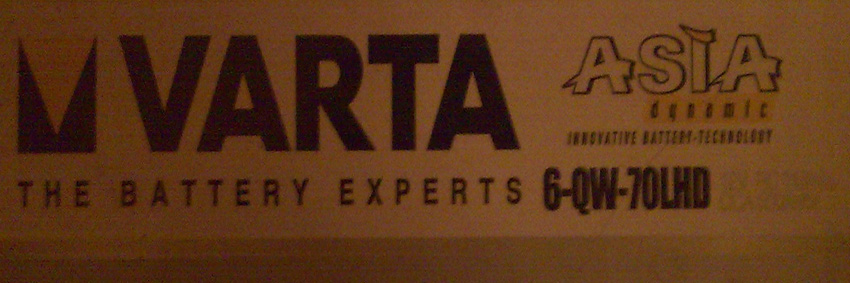 VARTA
THE BATTERY EXPERTS
ASIA
dynamic
INNOVATIVE BATTERY-TECHNOLOGY
6-QW-70LHD